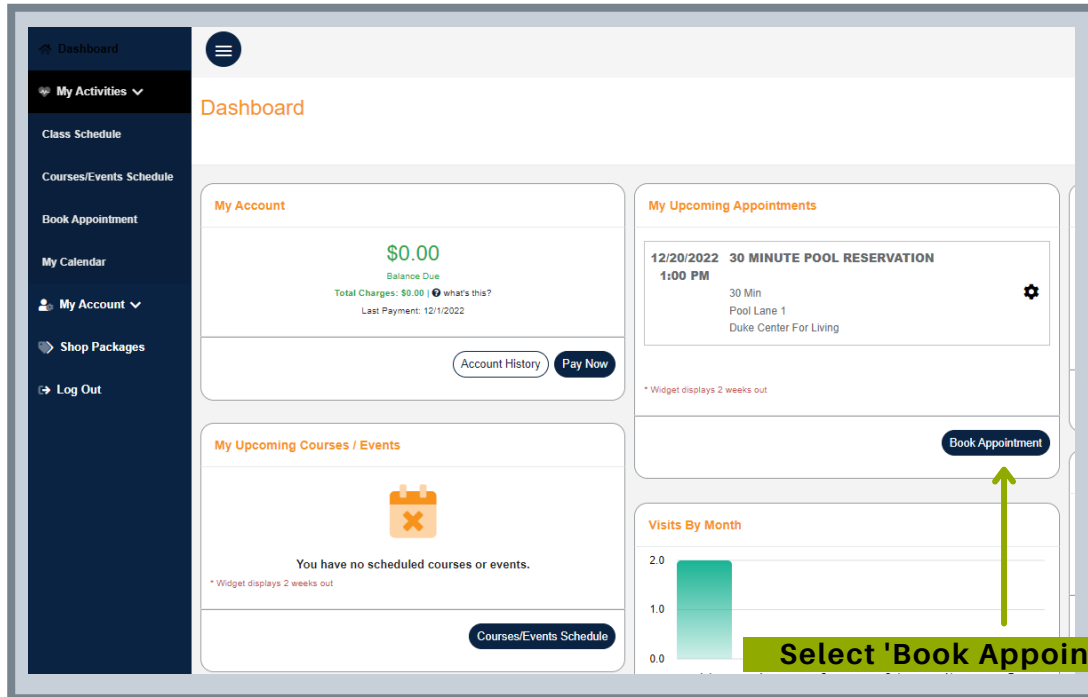 Dashboard
My Activities
Class Schedule
Courses/Events Schedule
Book Appointment
My Calendar
My Account
Shop Packages
Log Out
Dashboard
My Account
$0.00
Balance Due
Total Charges: $0.00 | ? what's this?
Last Payment: 12/1/2022
Account History Pay Now
My Upcoming Courses / Events
You have no scheduled courses or events.
* Widget displays 2 weeks out
Courses/Events Schedule
My Upcoming Appointments
12/20/2022 30 MINUTE POOL RESERVATION
1:00 PM
30 Min
Pool Lane 1
Duke Center For Living
* Widget displays 2 weeks out
Book Appointment
Visits By Month
2.0
1.0
0.0
Select 'Book Appoin